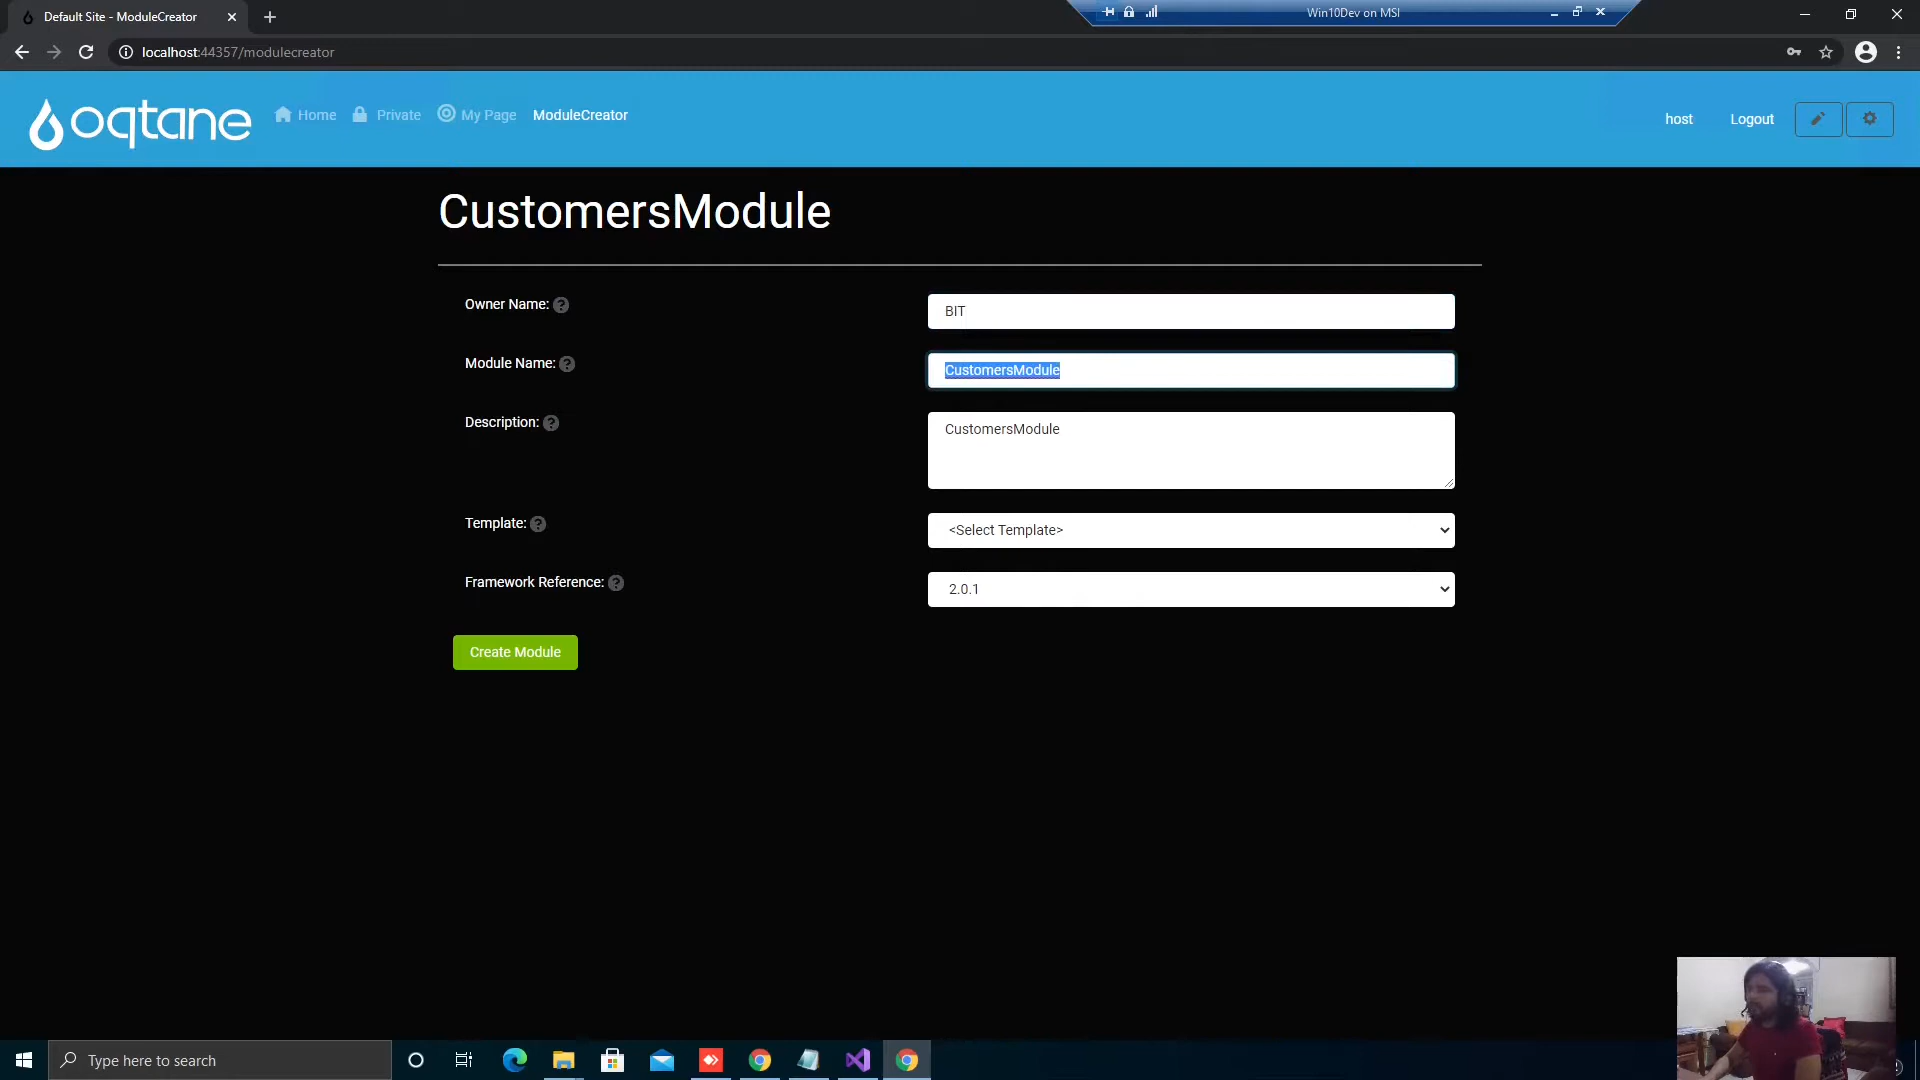 Default Site - ModuleCreator
Win10Dev on MSI
localhost:44357/modulecreator
oqtane
Home
Private
My Page
ModuleCreator
host
Logout
CustomersModule
Owner Name: ?
BIT
Module Name: ?
CustomersModule
Description: ?
CustomersModule
Template: ?
<Select Template>
Framework Reference: ?
2.0.1
Create Module
Type here to search